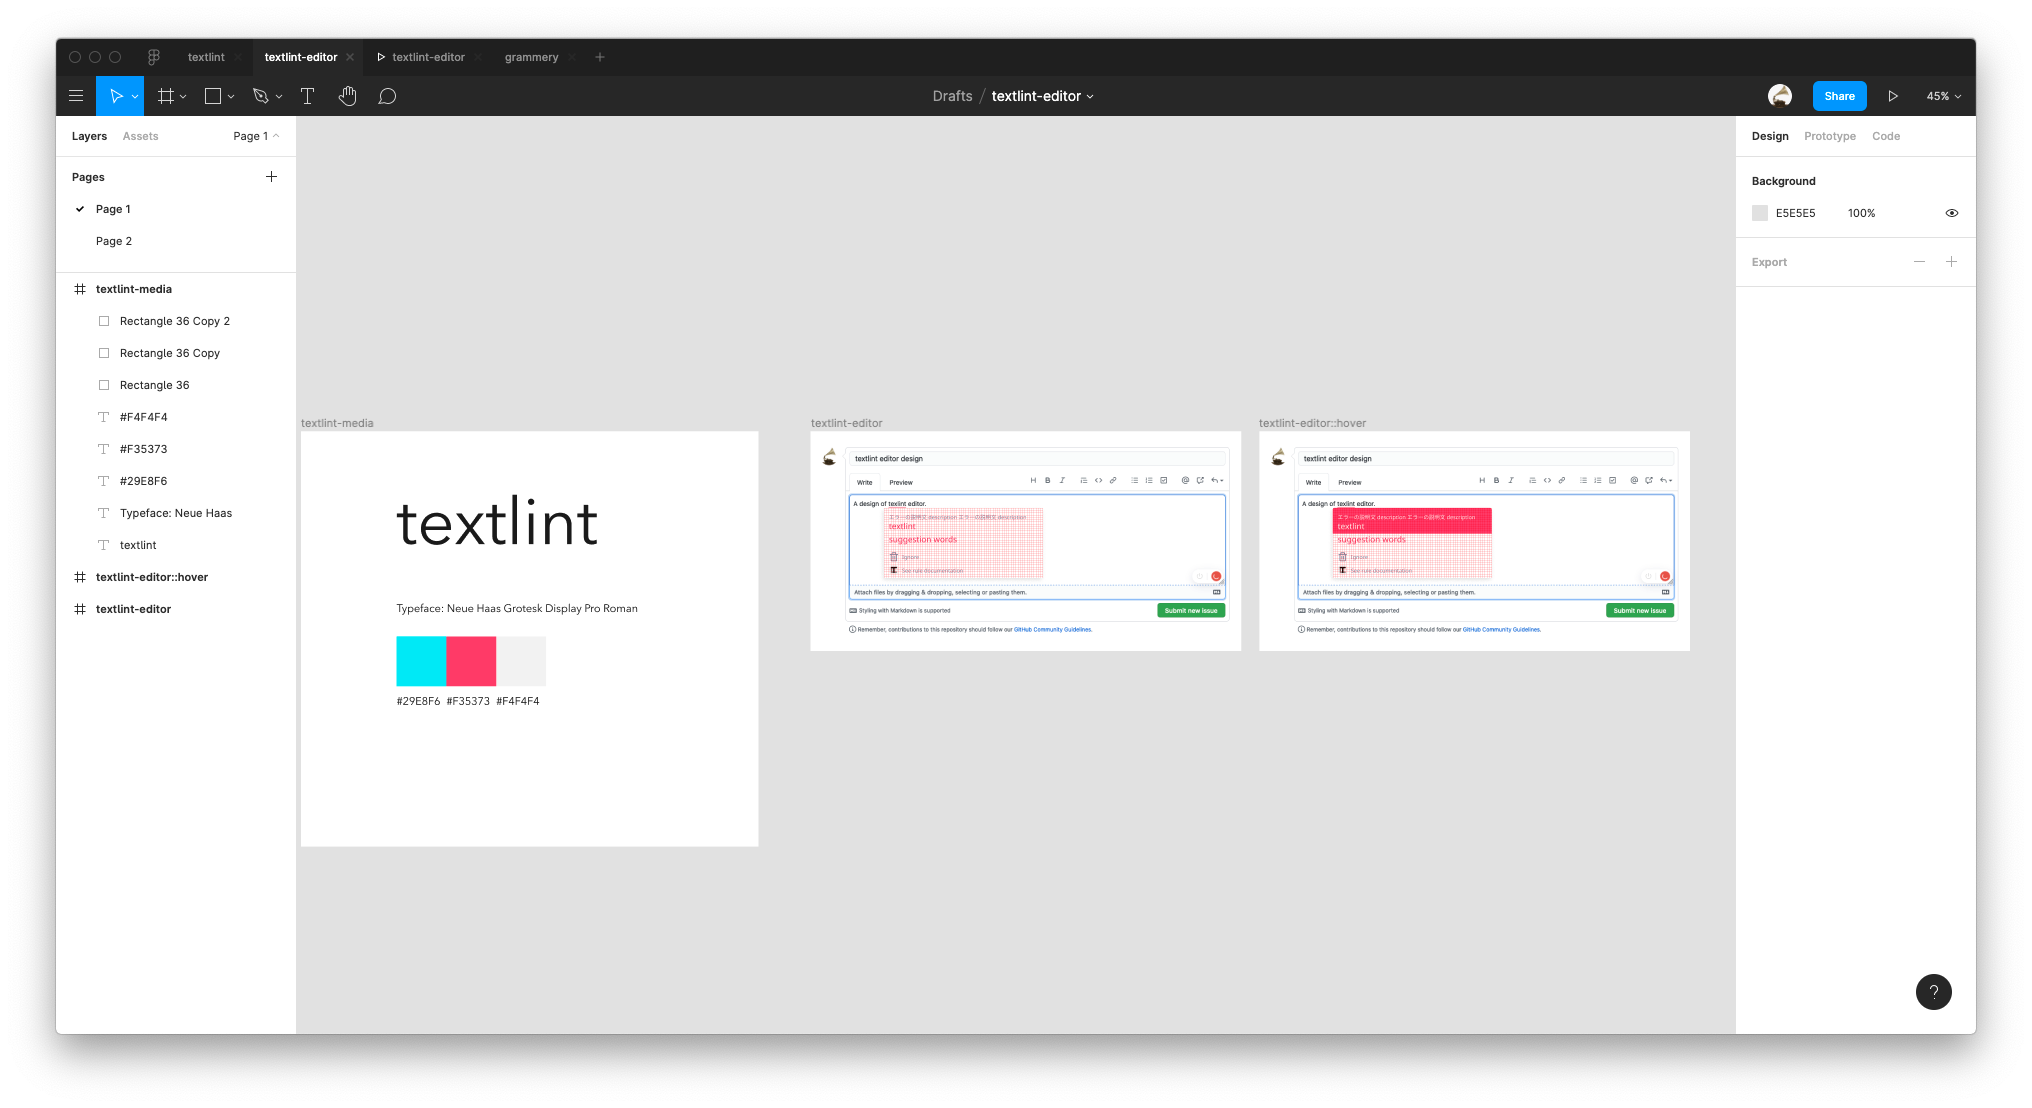 textlint
textlint-editor
textlint-editor
grammery
Drafts / textlint-editor
Share
45%
Layers
Assets
Page 1
Pages
Page 1
Page 2
textlint-media
Rectangle 36 Copy 2
Rectangle 36 Copy
Rectangle 36
#F4F4F4
#F35373
#29E8F6
Typeface: Neue Haas
textlint
textlint-editor::hover
textlint-editor
textlint-media
textlint
Typeface: Neue Haas Grotesk Display Pro Roman
#29E8F6 #F35373 #F4F4F4
textlint-editor
textlint editor design
Write
Preview
A design of texlint editor.
エラーの説明文 description エラーの説明文 description
textlint
suggestion words
Ignore
See rule documentation
Attach files by dragging & dropping, selecting or pasting them.
Styling with Markdown is supported
Submit new issue
Remember, contributions to this repository should follow our GitHub Community Guidelines.
textlint-editor::hover
textlint editor design
Write
Preview
A design of texlint editor.
エラーの説明文 description エラーの説明文 description
textlint
suggestion words
Ignore
See rule documentation
Attach files by dragging & dropping, selecting or pasting them.
Styling with Markdown is supported
Submit new issue
Remember, contributions to this repository should follow our GitHub Community Guidelines.
Design
Prototype
Code
Background
E5E5E5
100%
Export
?